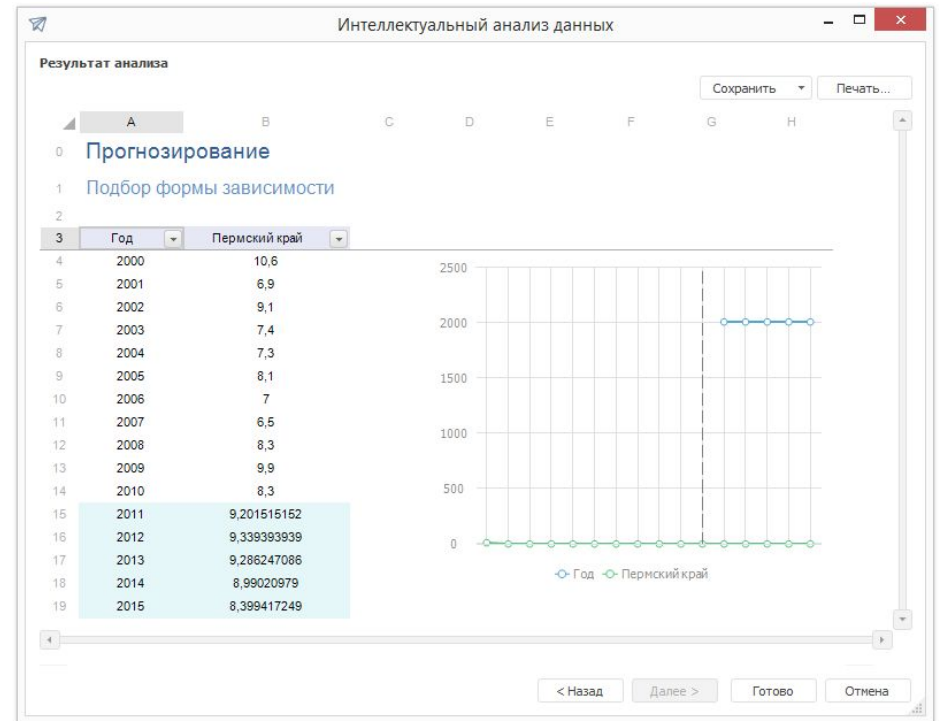 Интеллектуальный анализ данных
Результат анализа
Сохранить Печать...
A B C D E F G H
0 Прогнозирование
1 Подбор формы зависимости
2
3 Год Пермский край
4 2000 10,6
5 2001 6,9
6 2002 9,1
7 2003 7,4
8 2004 7,3
9 2005 8,1
10 2006 7
11 2007 6,5
12 2008 8,3
13 2009 9,9
14 2010 8,3
15 2011 9,201515152
16 2012 9,339393939
17 2013 9,286247086
18 2014 8,99020979
19 2015 8,399417249
2500
2000
1500
1000
500
0
Год Пермский край
< Назад Далее > Готово Отмена